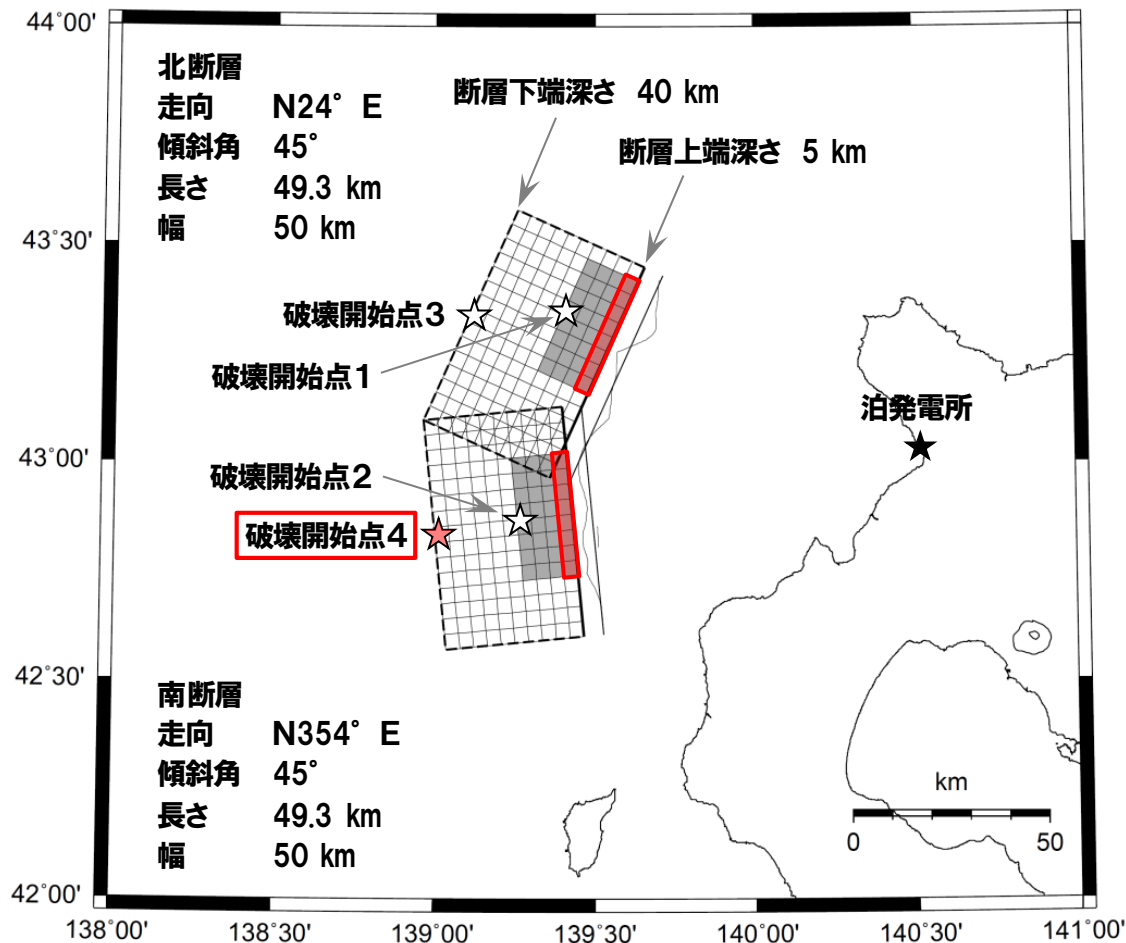 44°00'
北断層
走向 N24° E
傾斜角 45°
長さ 49.3 km
幅 50 km
断層下端深さ 40 km
断層上端深さ 5 km
43°30'
破壊開始点3
破壊開始点1
泊発電所
43°00'
破壊開始点2
破壊開始点4
42°30'
南断層
走向 N354° E
傾斜角 45°
長さ 49.3 km
幅 50 km
km
0 50
42°00'
138°00' 138°30' 139°00' 139°30' 140°00' 140°30' 141°00'